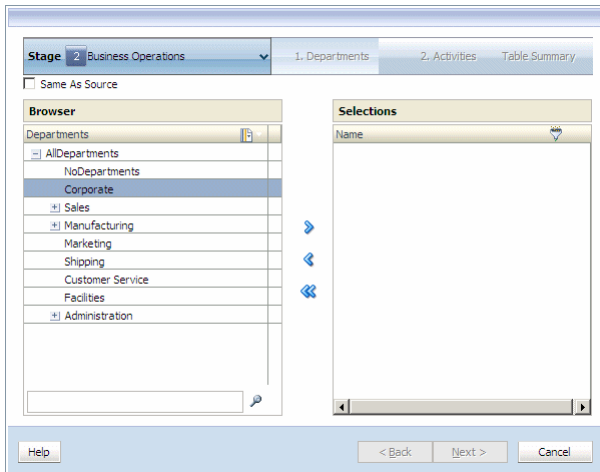 Stage 2 Business Operations 1. Departments 2. Activities Table Summary
Same As Source
Browser Selections
Departments Name
AllDepartments
NoDepartments
Corporate
Sales
Manufacturing
Marketing
Shipping
Customer Service
Facilities
Administration
Help < Back Next > Cancel